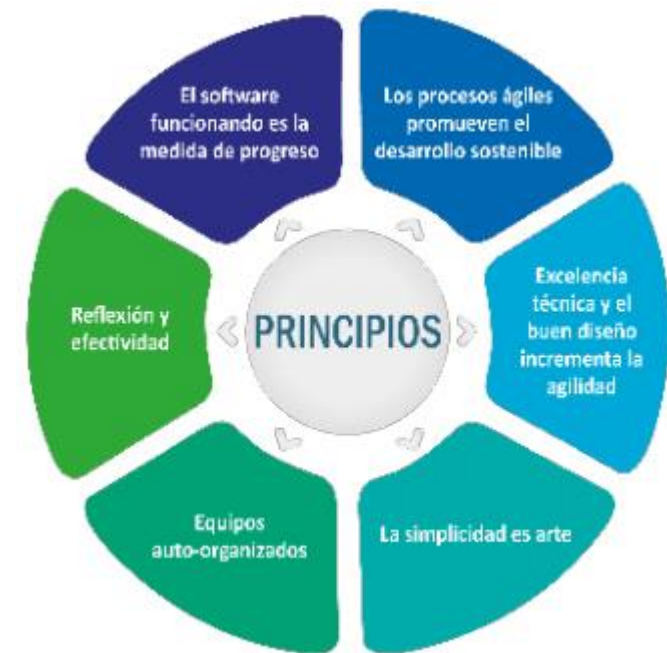 El software
funcionando es la
medida de progreso
Los procesos ágiles
promueven el
desarrollo sostenible
Reflexión y
efectividad
PRINCIPIOS
Excelencia
técnica y el
buen diseño
incrementa la
agilidad
Equipos
auto-organizados
La simplicidad es arte